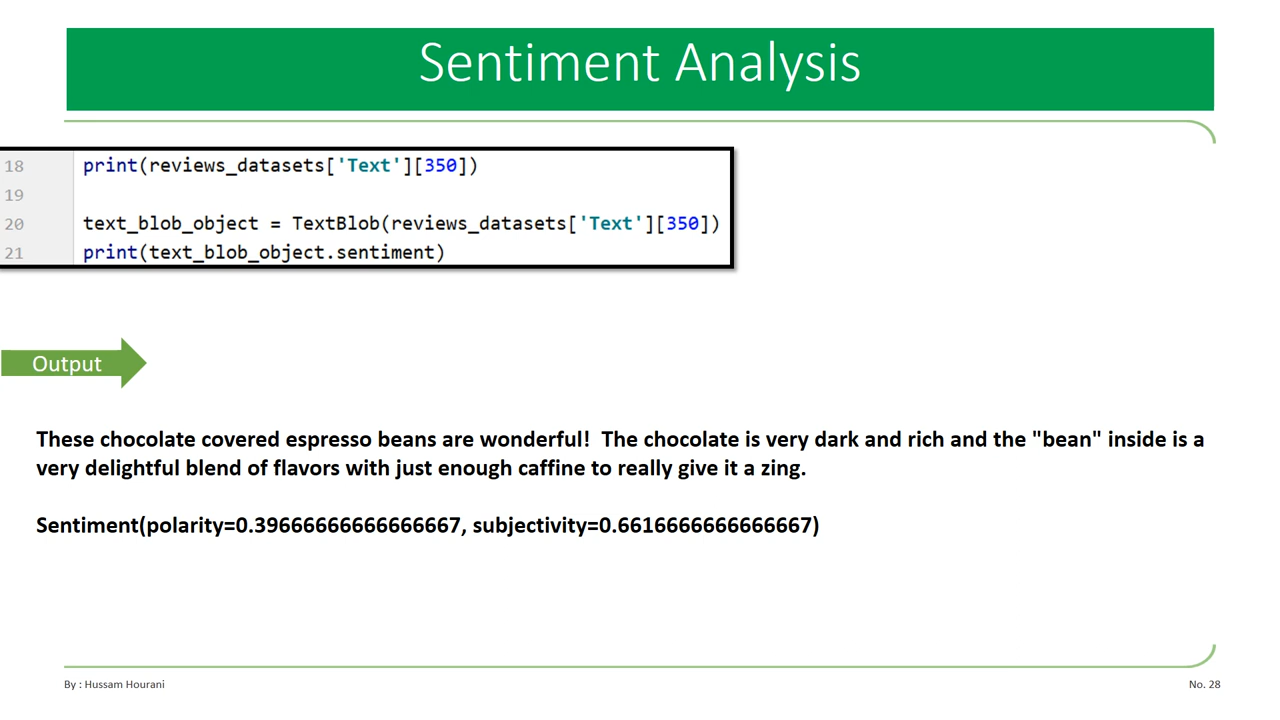 Sentiment Analysis
18 print(reviews_datasets['Text'][350])
19
20 text_blob_object = TextBlob(reviews_datasets['Text'][350])
21 print(text_blob_object.sentiment)
Output
These chocolate covered espresso beans are wonderful!  The chocolate is very dark and rich and the "bean" inside is a
very delightful blend of flavors with just enough caffine to really give it a zing.
Sentiment(polarity=0.39666666666666667, subjectivity=0.6616666666666667)
By : Hussam Hourani
No. 28